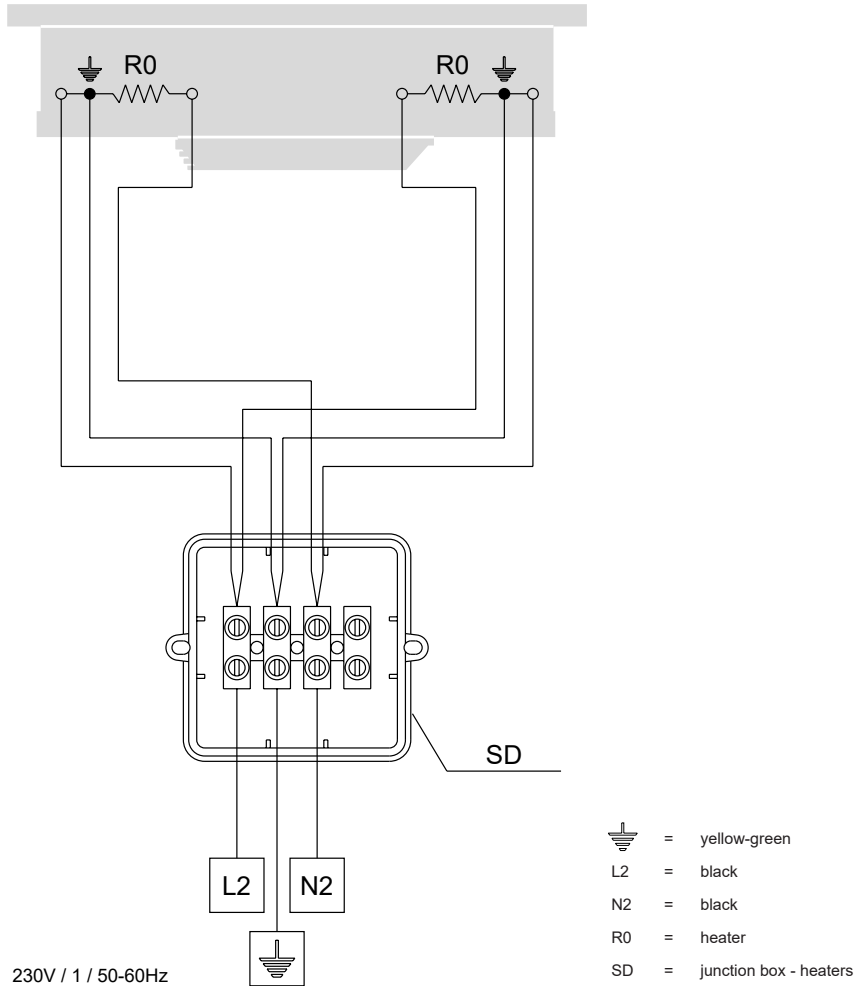 R0 R0
SD
L2 N2
230V / 1 / 50-60Hz
= yellow-green
L2 = black
N2 = black
R0 = heater
SD = junction box - heaters